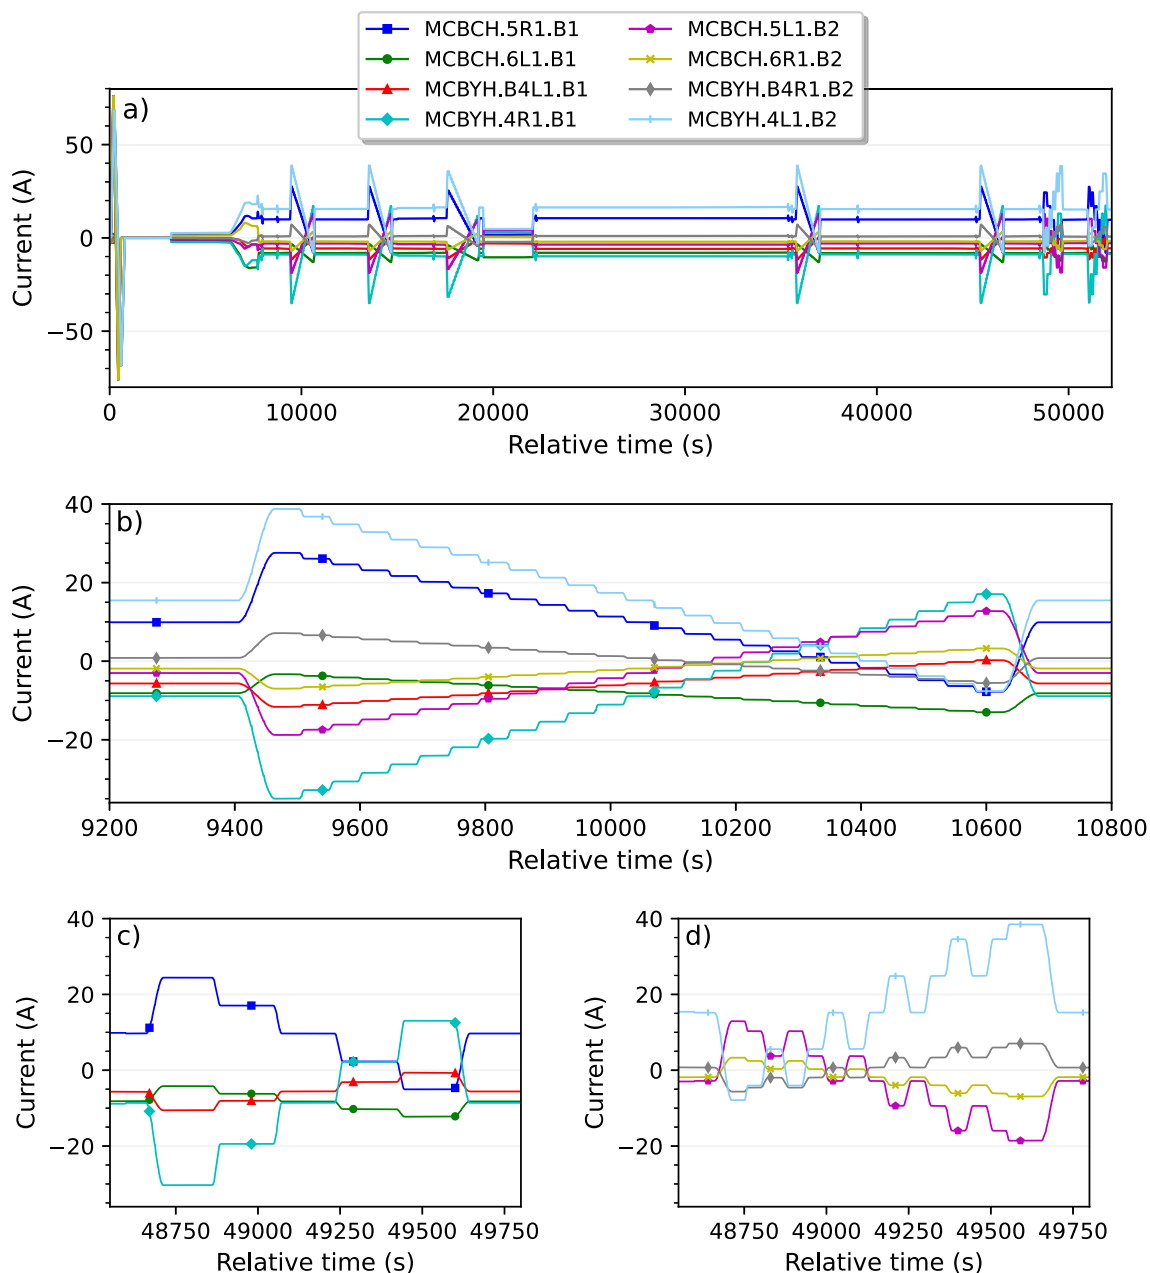 MCBCH.5R1.B1 MCBCH.5L1.B2
MCBCH.6L1.B1 MCBCH.6R1.B2
MCBYH.B4L1.B1 MCBYH.B4R1.B2
MCBYH.4R1.B1 MCBYH.4L1.B2
a)
50
0
−50
Current (A)
0 10000 20000 30000 40000 50000
Relative time (s)
b)
40
20
0
−20
Current (A)
9200 9400 9600 9800 10000 10200 10400 10600 10800
Relative time (s)
c)
40
20
0
−20
Current (A)
48750 49000 49250 49500 49750
Relative time (s)
d)
40
20
0
−20
Current (A)
48750 49000 49250 49500 49750
Relative time (s)